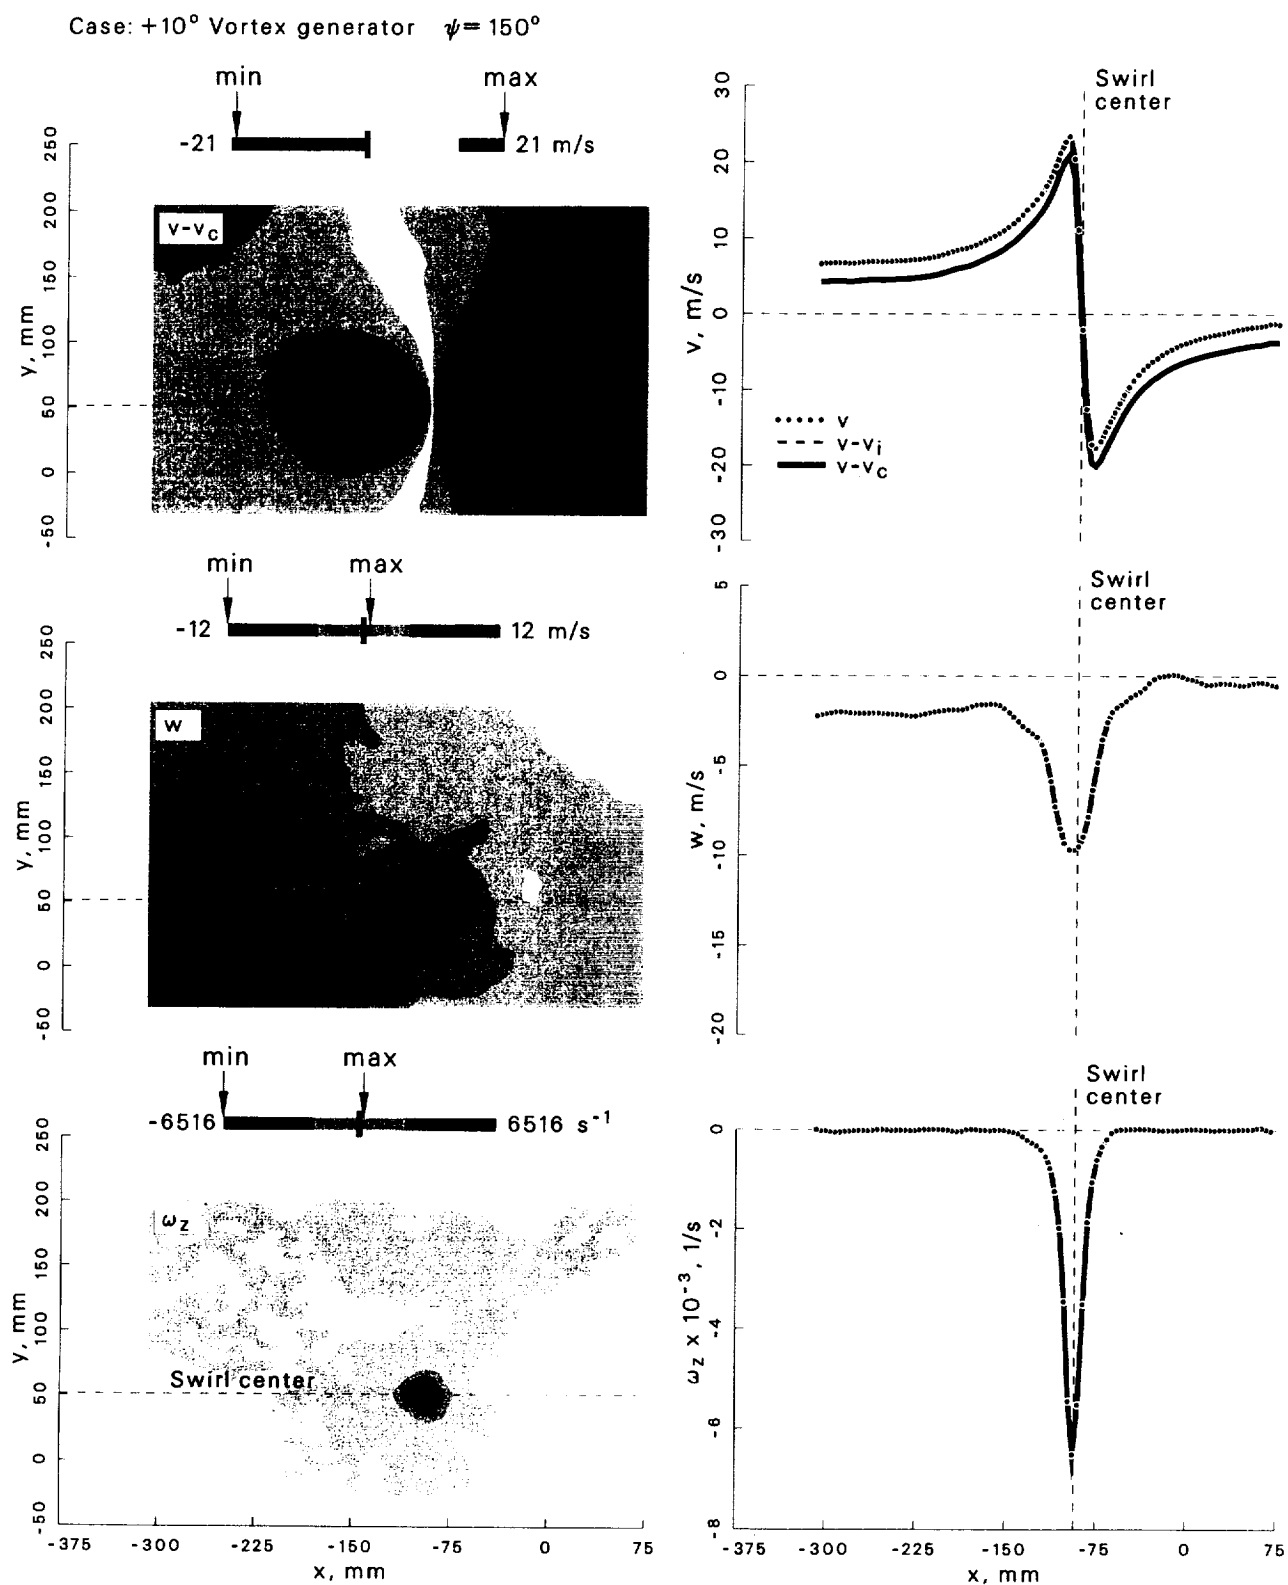 Case: +10° Vortex generator ψ= 150°
min max
-21 21 m/s
250
200
150
100
50
0
-50
y, mm
v-vc
min max
-12 12 m/s
250
200
150
100
50
0
-50
y, mm
w
min max
-6516 6516 s⁻¹
250
200
150
100
50
0
-50
y, mm
ωz
Swirl center
-375 -300 -225 -150 -75 0 75
x, mm
Swirl
center
30
20
10
0
-10
-20
-30
v, m/s
v
v-vi
v-vc
Swirl
center
5
0
-5
-10
-15
-20
w, m/s
Swirl
center
0
-2
-4
-6
-8
ωz x 10⁻³, 1/s
-375 -300 -225 -150 -75 0 75
x, mm